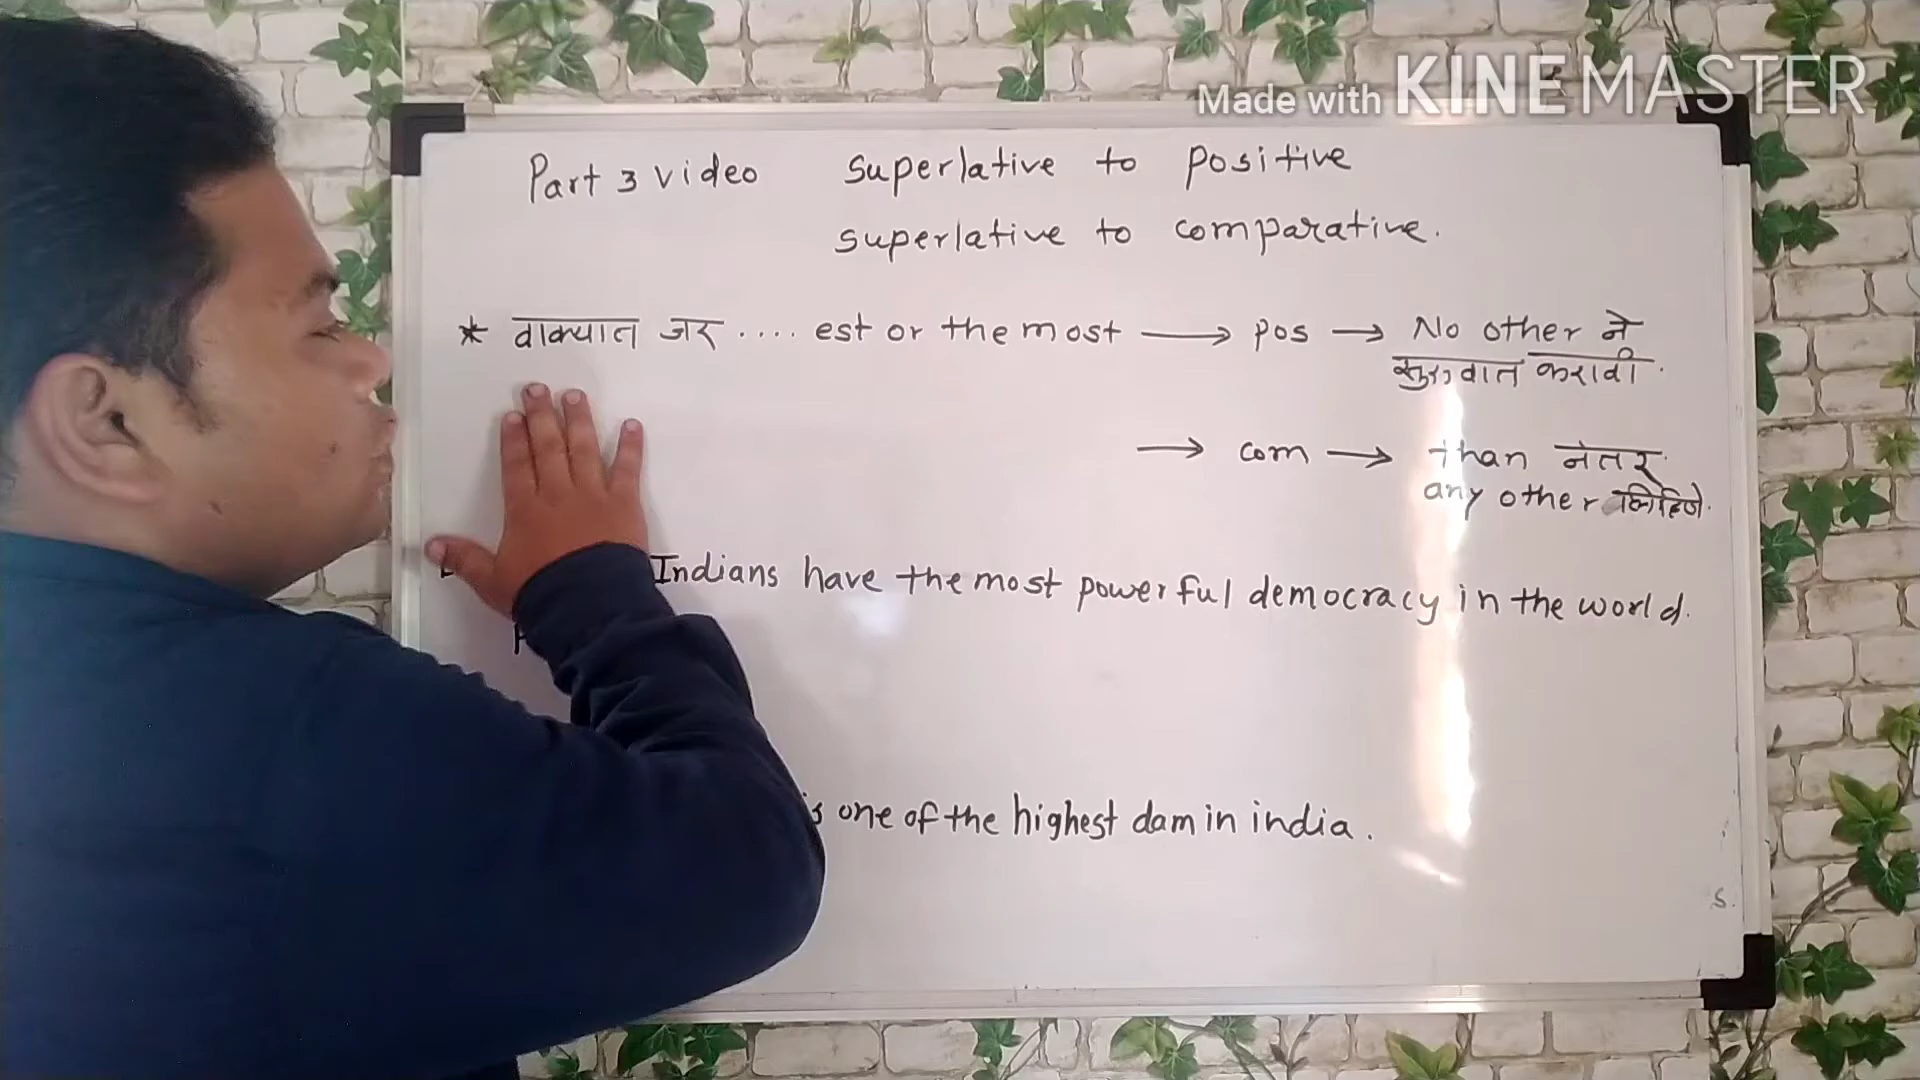 Made with KINEMASTER
Part 3 video superlative to positive
superlative to comparative.
* वाक्यात जर .... est or the most → pos → No other ने
सुरुवात करावी.
→ com → than नंतर
any other लिहिणे.
Indians have the most powerful democracy in the world.
is one of the highest dam in india.
S.